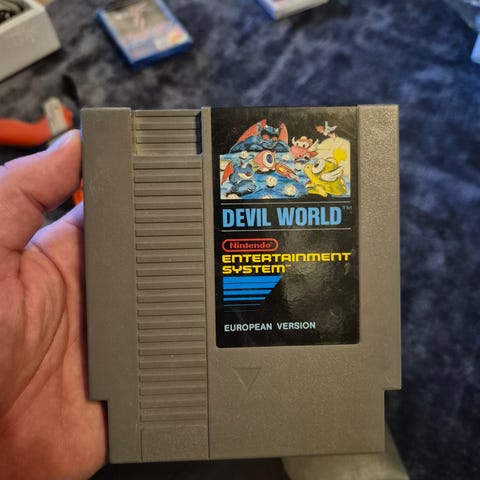 DEVIL WORLD™
Nintendo®
ENTERTAINMENT
SYSTEM™
EUROPEAN VERSION